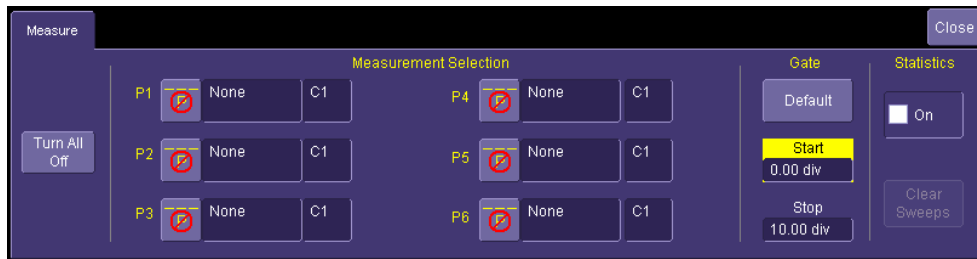 Measure
Close
Measurement Selection
Gate
Statistics
P1 None C1
P4 None C1
Default
On
Turn All
Off
P2 None C1
P5 None C1
Start
0.00 div
P3 None C1
P6 None C1
Stop
10.00 div
Clear
Sweeps